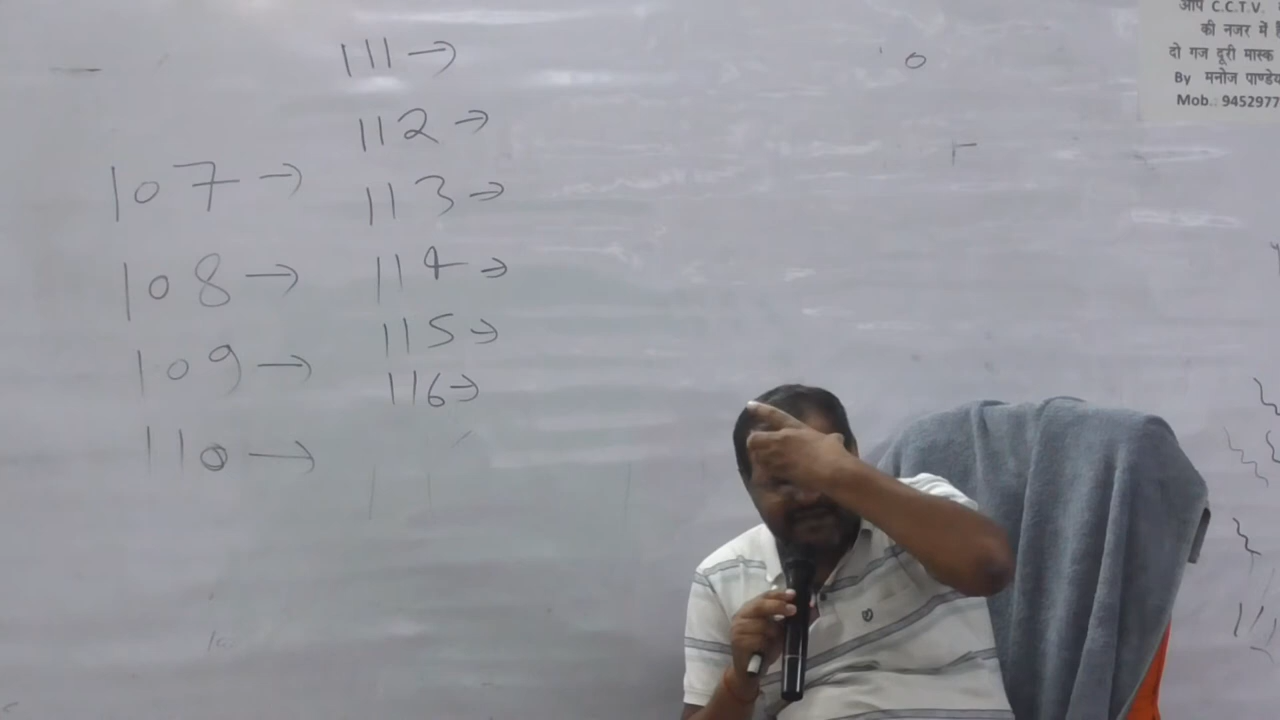 107 →
108 →
109 →
110 →
111 →
112 →
113 →
114 →
115 →
116 →
आप C.C.T.V.
की नजर में
दो गज दूरी मास्क
By मनोज पाण्डेय
Mob.: 9452977